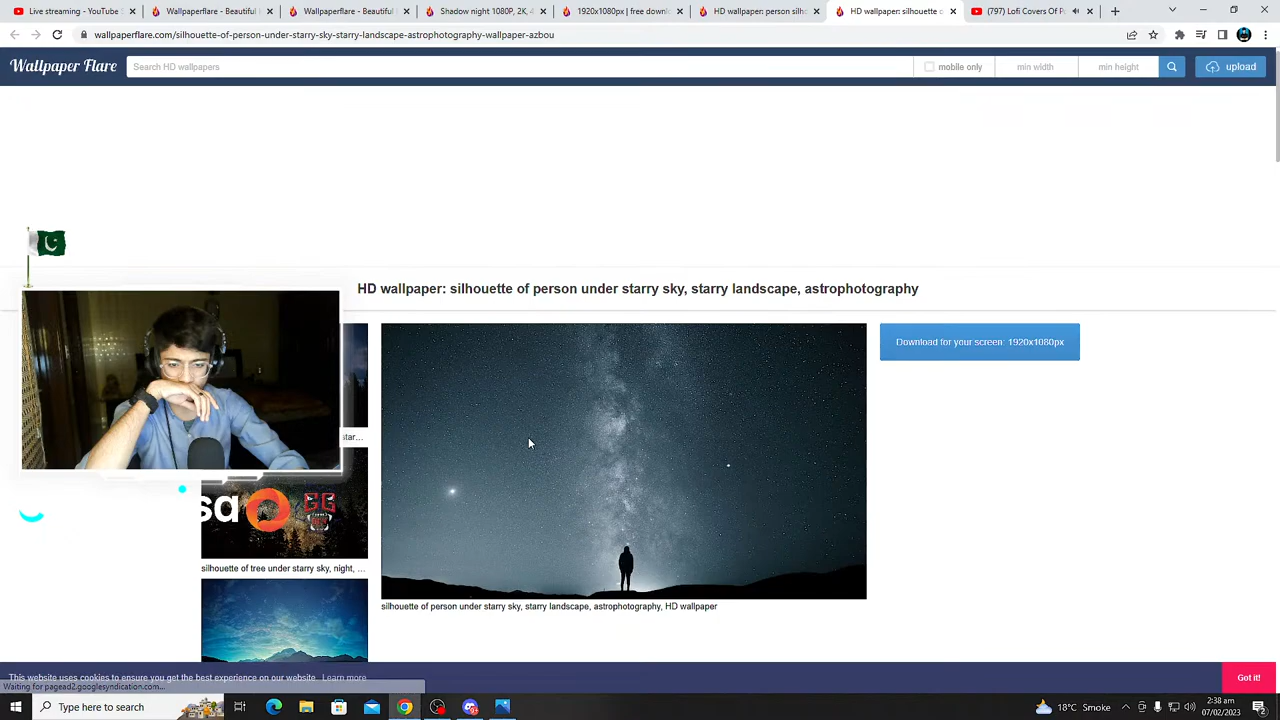 Live streaming - YouTube S
Wallpaperflare - Beautiful
Wallpaperflare - Beautiful
Shadow night 1080P, 2K, 4
1920x1080px | free downl
HD wallpaper: person silh
HD wallpaper: silhouette o
(797) Lofi Covers Of P
wallpaperflare.com/silhouette-of-person-under-starry-sky-starry-landscape-astrophotography-wallpaper-azbou
Wallpaper Flare
Search HD wallpapers
mobile only
min width
min height
upload
HD wallpaper: silhouette of person under starry sky, starry landscape, astrophotography
Download for your screen: 1920x1080px
star...
sa
silhouette of tree under starry sky, night, ...
silhouette of person under starry sky, starry landscape, astrophotography, HD wallpaper
This website uses cookies to ensure you get the best experience on our website Learn more
Got it!
Waiting for pagead2.googlesyndication.com...
Type here to search
18°C Smoke
2:38 am
07/02/2023